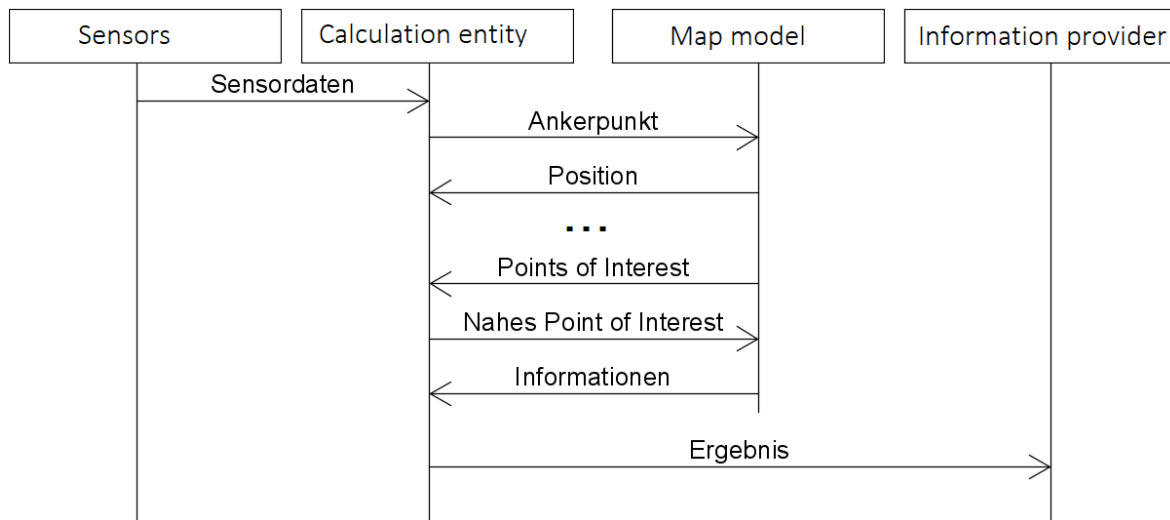 Sensors
Calculation entity
Map model
Information provider
Sensordaten
Ankerpunkt
Position
...
Points of Interest
Nahes Point of Interest
Informationen
Ergebnis